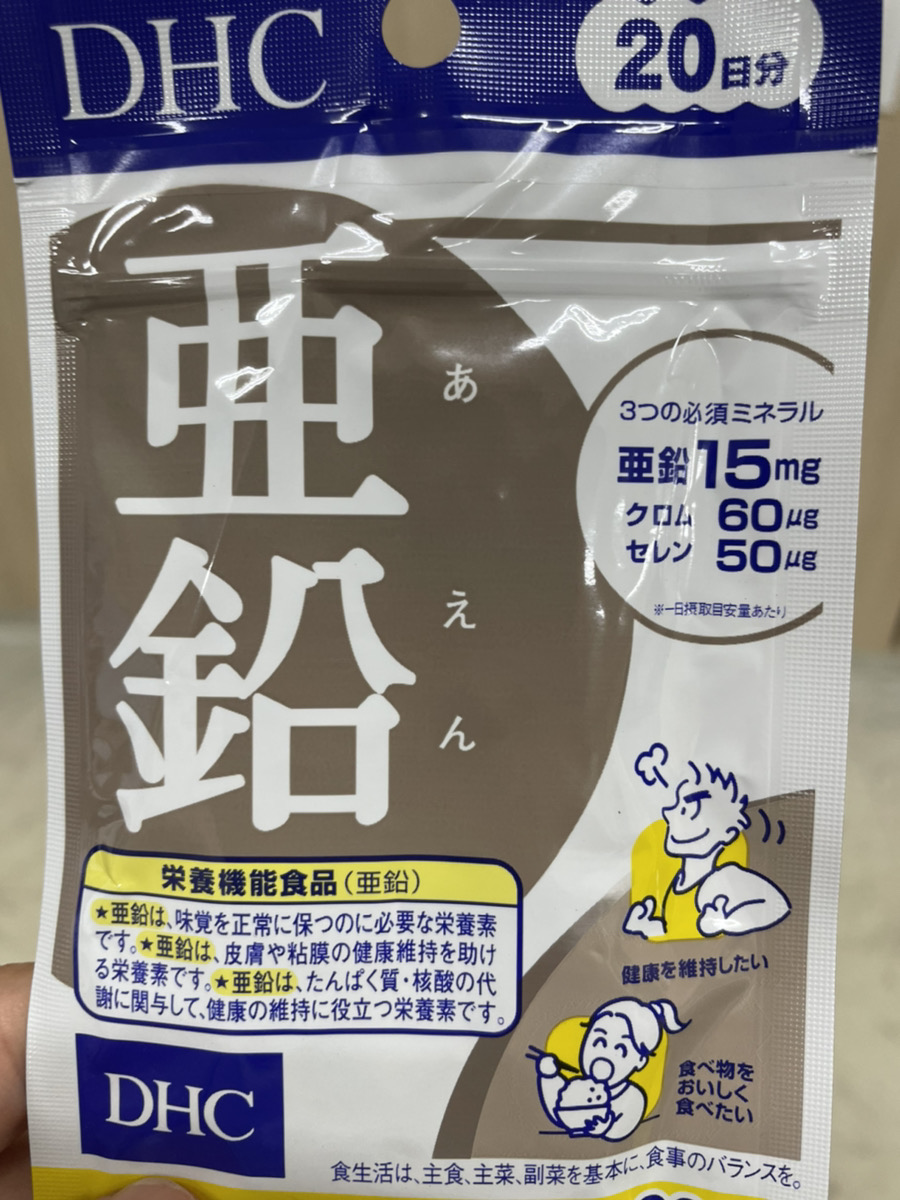 DHC
20日分
亜鉛
あえん
3つの必須ミネラル
亜鉛15mg
クロム 60μg
セレン 50μg
※一日摂取目安量あたり
栄養機能食品(亜鉛)
★亜鉛は、味覚を正常に保つのに必要な栄養素
です。★亜鉛は、皮膚や粘膜の健康維持を助け
る栄養素です。★亜鉛は、たんぱく質・核酸の代
謝に関与して、健康の維持に役立つ栄養素です。
健康を維持したい
食べ物を
おいしく
食べたい
DHC
食生活は、主食、主菜、副菜を基本に、食事のバランスを。